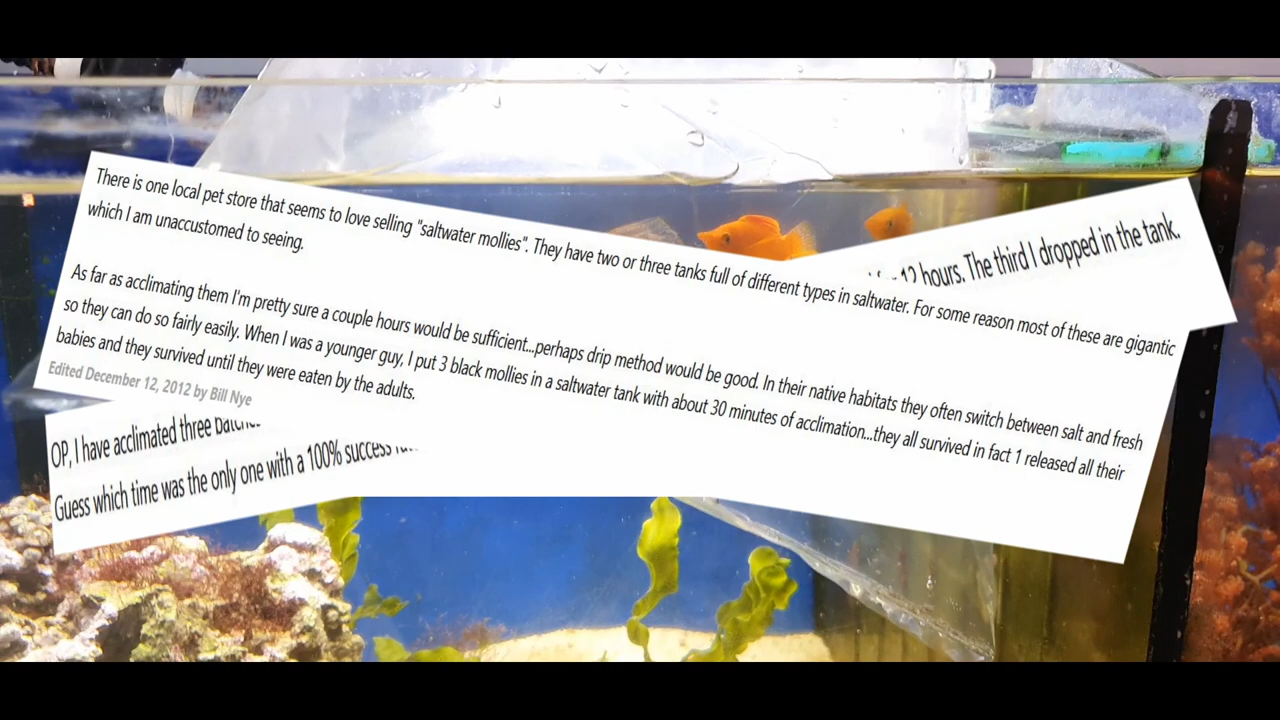 There is one local pet store that seems to love selling "saltwater mollies". They have two or three tanks full of different types in saltwater. For some reason most of these are gigantic
which I am unaccustomed to seeing.
As far as acclimating them I'm pretty sure a couple hours would be sufficient...perhaps drip method would be good. In their native habitats they often switch between salt and fresh
so they can do so fairly easily. When I was a younger guy, I put 3 black mollies in a saltwater tank with about 30 minutes of acclimation...they all survived in fact 1 released all their
babies and they survived until they were eaten by the adults.
Edited December 12, 2012 by Bill Nye
OP, I have acclimated three
12 hours. The third I dropped in the tank.
Guess which time was the only one with a 100% success